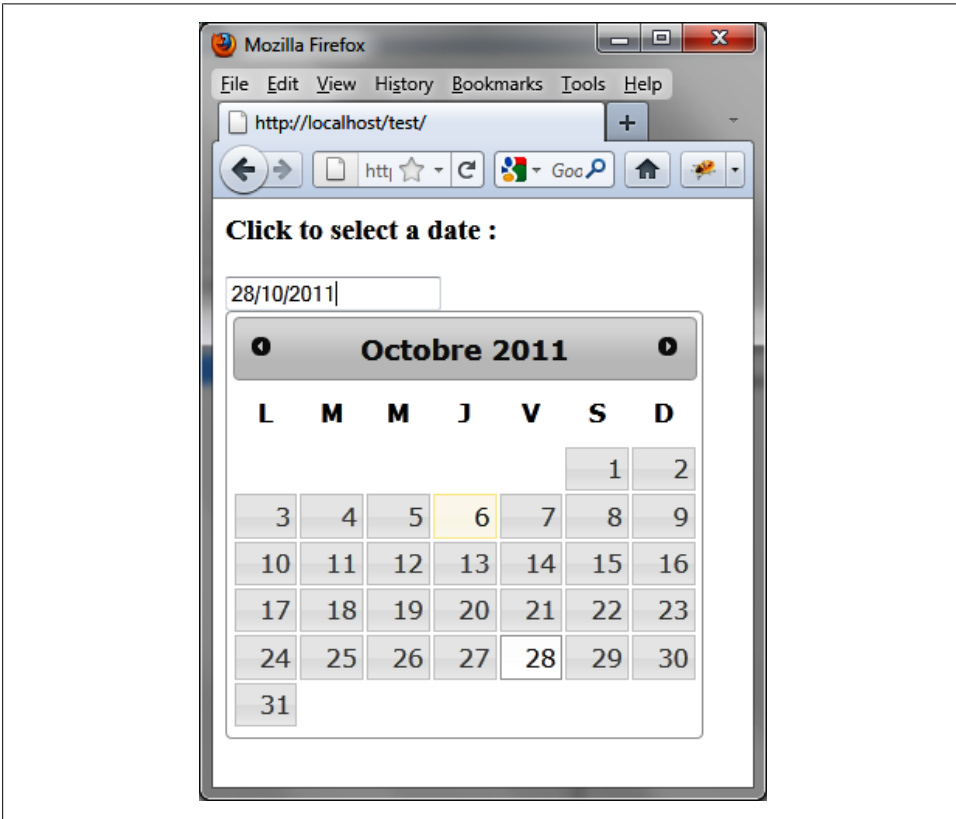 Mozilla Firefox
File Edit View History Bookmarks Tools Help
http://localhost/test/
htt Goo
Click to select a date :
28/10/2011
Octobre 2011
L M M J V S D
1 2
3 4 5 6 7 8 9
10 11 12 13 14 15 16
17 18 19 20 21 22 23
24 25 26 27 28 29 30
31